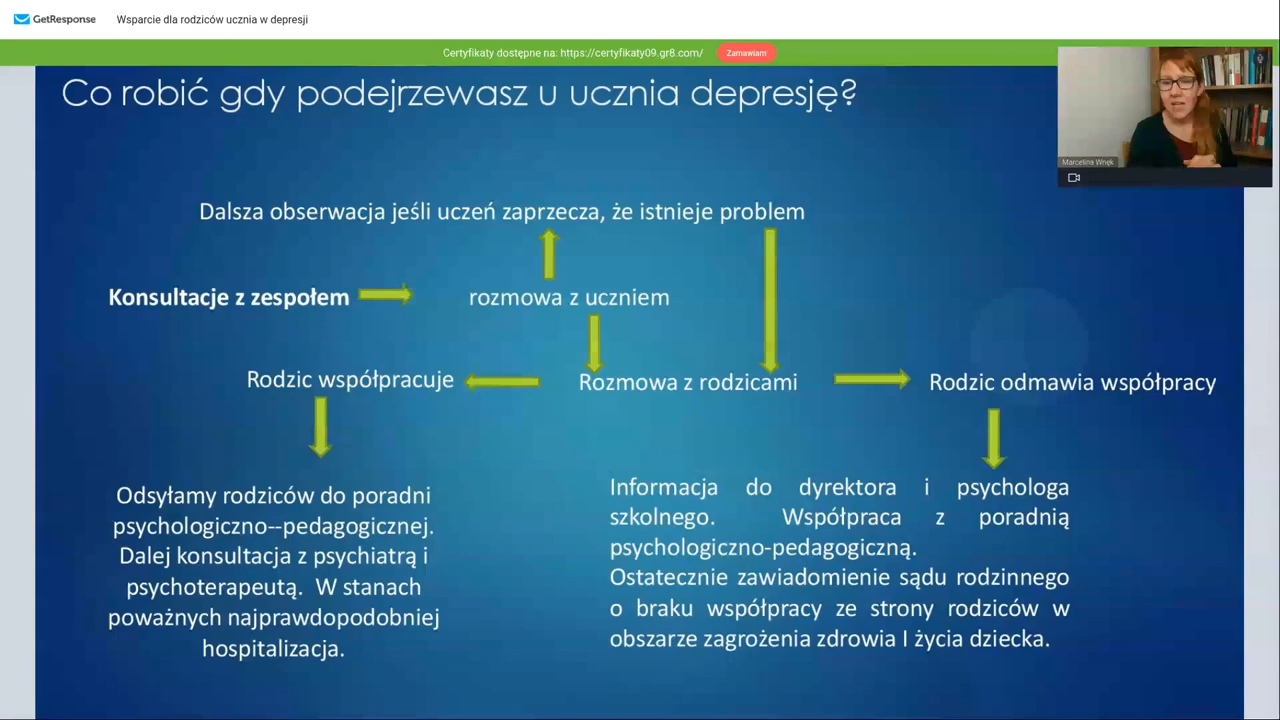 GetResponse
Wsparcie dla rodziców ucznia w depresji
Certyfikaty dostępne na: https://certyfikaty09.gr8.com/
Zamawiam
Marcelina Wnęk
Co robić gdy podejrzewasz u ucznia depresję?
Dalsza obserwacja jeśli uczeń zaprzecza, że istnieje problem
Konsultacje z zespołem
rozmowa z uczniem
Rodzic współpracuje
Rozmowa z rodzicami
Rodzic odmawia współpracy
Odsyłamy rodziców do poradni
psychologiczno--pedagogicznej.
Dalej konsultacja z psychiatrą i
psychoterapeutą. W stanach
poważnych najprawdopodobniej
hospitalizacja.
Informacja do dyrektora i psychologa
szkolnego. Współpraca z poradnią
psychologiczno-pedagogiczną.
Ostatecznie zawiadomienie sądu rodzinnego
o braku współpracy ze strony rodziców w
obszarze zagrożenia zdrowia I życia dziecka.